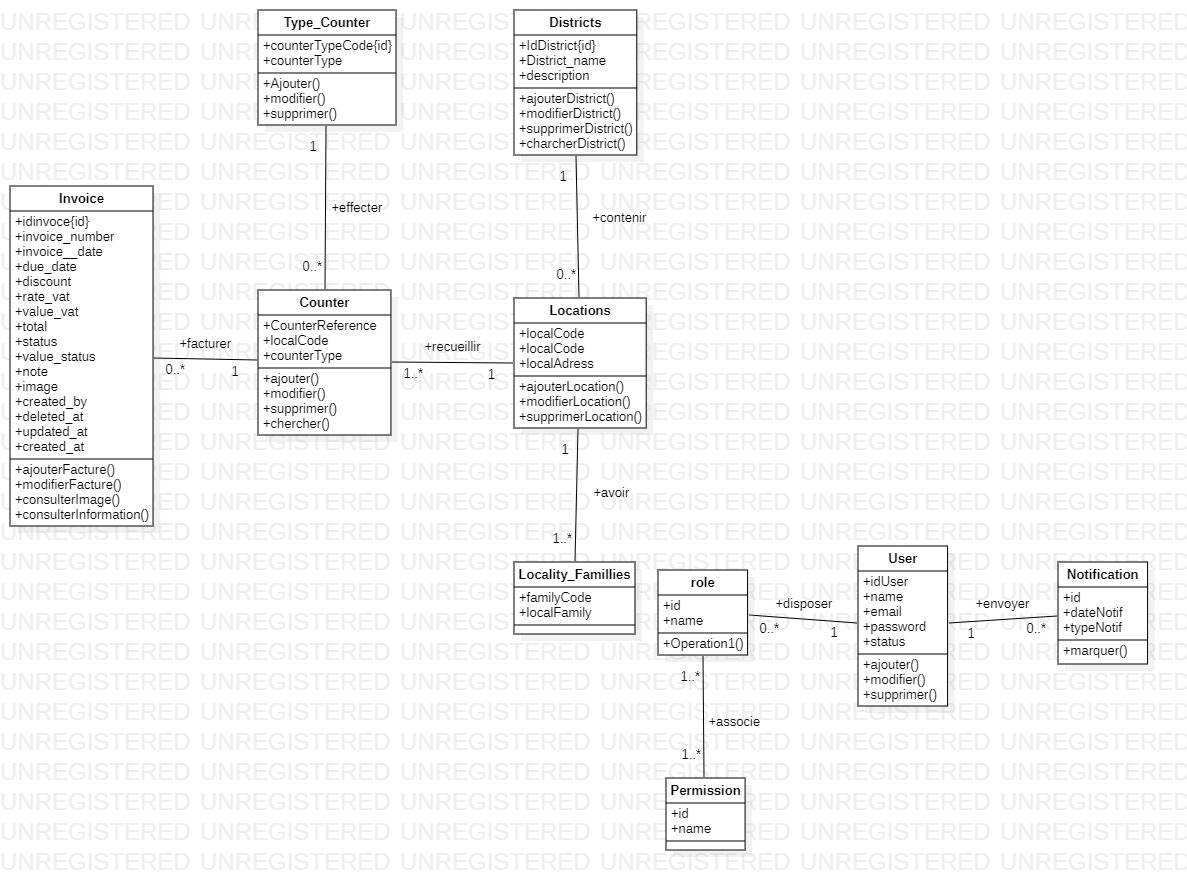 Type_Counter
+counterTypeCode{id}
+counterType
+Ajouter()
+modifier()
+supprimer()
1
+effecter
0..*
Districts
+IdDistrict{id}
+District_name
+description
+ajouterDistrict()
+modifierDistrict()
+supprimerDistrict()
+charcherDistrict()
1
+contenir
0..*
Invoice
+idinvoce{id}
+invoice_number
+invoice__date
+due_date
+discount
+rate_vat
+value_vat
+total
+status
+value_status
+note
+image
+created_by
+deleted_at
+updated_at
+created_at
+ajouterFacture()
+modifierFacture()
+consulterImage()
+consulterInformation()
+facturer
0..*
1
Counter
+CounterReference
+localCode
+counterType
+ajouter()
+modifier()
+supprimer()
+chercher()
+recueillir
1..*
1
Locations
+localCode
+localCode
+localAdress
+ajouterLocation()
+modifierLocation()
+supprimerLocation()
1
+avoir
1..*
Locality_Famillies
+familyCode
+localFamily
role
+id
+name
+Operation1()
+disposer
0..*
1
User
+idUser
+name
+email
+password
+status
+ajouter()
+modifier()
+supprimer()
+envoyer
1
0..*
Notification
+id
+dateNotif
+typeNotif
+marquer()
1..*
+associe
1..*
Permission
+id
+name
UNREGISTERED